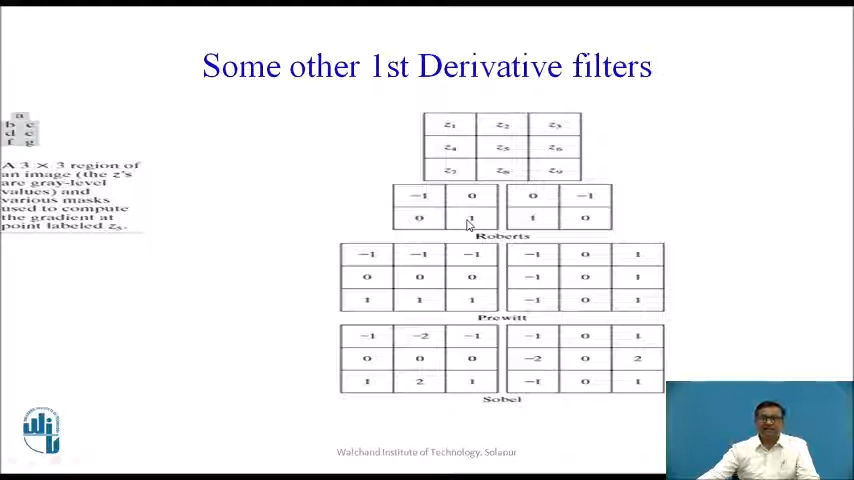 Some other 1st Derivative filters
a
b c
d e
f g
A 3 × 3 region of
an image (the z's
are gray-level
values) and
various masks
used to compute
the gradient at
point labeled z5.
z1 z2 z3
z4 z5 z6
z7 z8 z9
-1 0 0 -1
0 1 1 0
Roberts
-1 -1 -1 -1 0 1
0 0 0 -1 0 1
1 1 1 -1 0 1
Prewitt
-1 -2 -1 -1 0 1
0 0 0 -2 0 2
1 2 1 -1 0 1
Sobel
Walchand Institute of Technology, Solapur